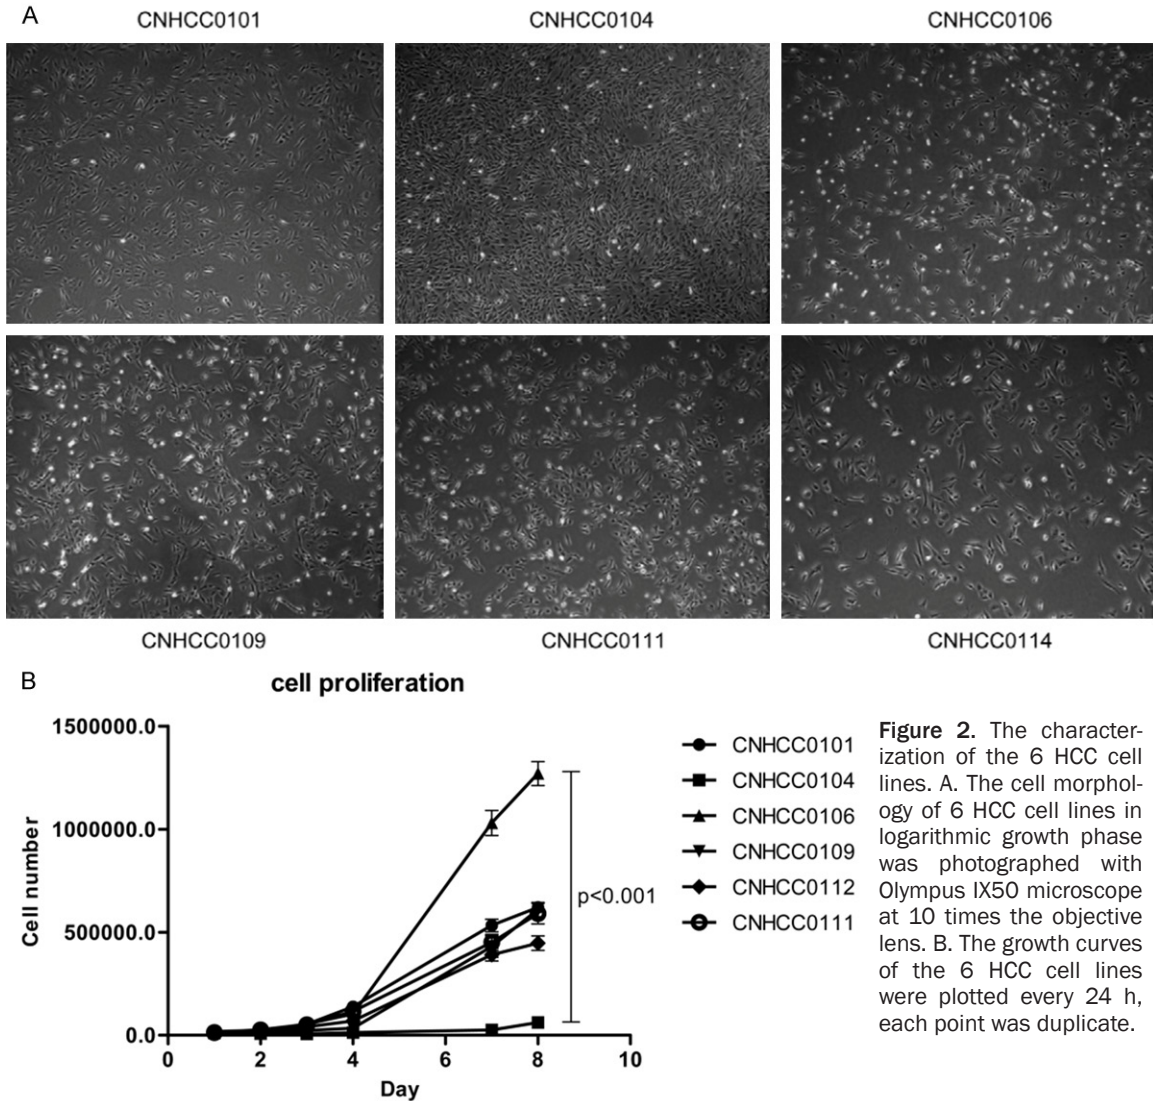 A
CNHCC0101
CNHCC0104
CNHCC0106
CNHCC0109
CNHCC0111
CNHCC0114
B
cell proliferation
1500000.0
1000000.0
500000.0
0.0
Cell number
0
2
4
6
8
10
Day
p<0.001
CNHCC0101
CNHCC0104
CNHCC0106
CNHCC0109
CNHCC0112
CNHCC0111
Figure 2. The character-
ization of the 6 HCC cell
lines. A. The cell morphol-
ogy of 6 HCC cell lines in
logarithmic growth phase
was photographed with
Olympus IX50 microscope
at 10 times the objective
lens. B. The growth curves
of the 6 HCC cell lines
were plotted every 24 h,
each point was duplicate.